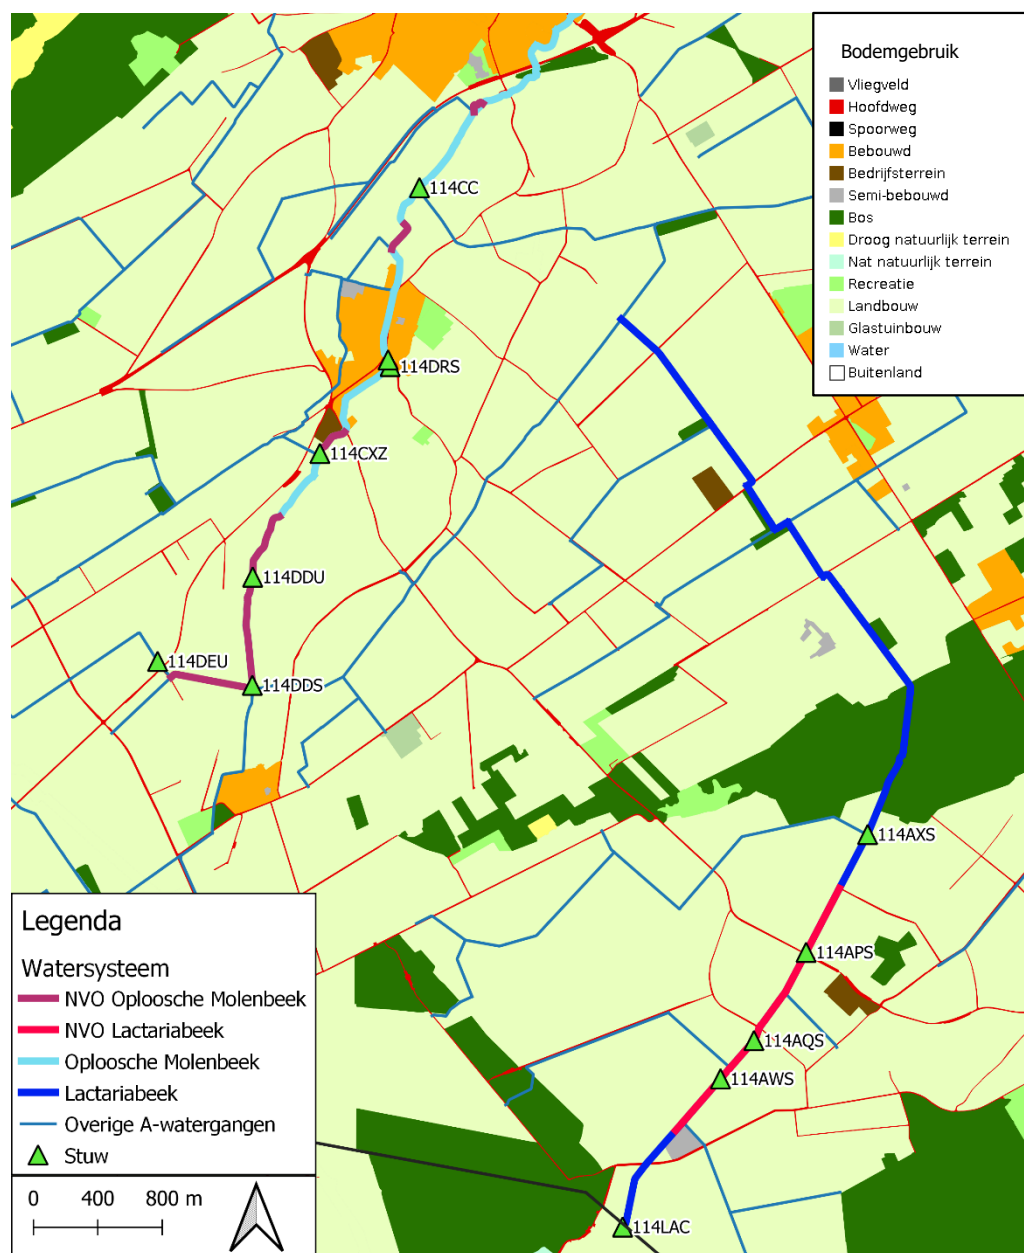 Bodemgebruik
Vliegveld
Hoofdweg
Spoorweg
Bebouwd
Bedrijfsterrein
Semi-bebouwd
Bos
Droog natuurlijk terrein
Nat natuurlijk terrein
Recreatie
Landbouw
Glastuinbouw
Water
Buitenland
114CC
114DRS
114CXZ
114DDU
114DEU
114DDS
114AXS
114APS
114AQS
114AWS
114LAC
Legenda
Watersysteem
NVO Oploosche Molenbeek
NVO Lactariabeek
Oploosche Molenbeek
Lactariabeek
Overige A-watergangen
Stuw
0 400 800 m